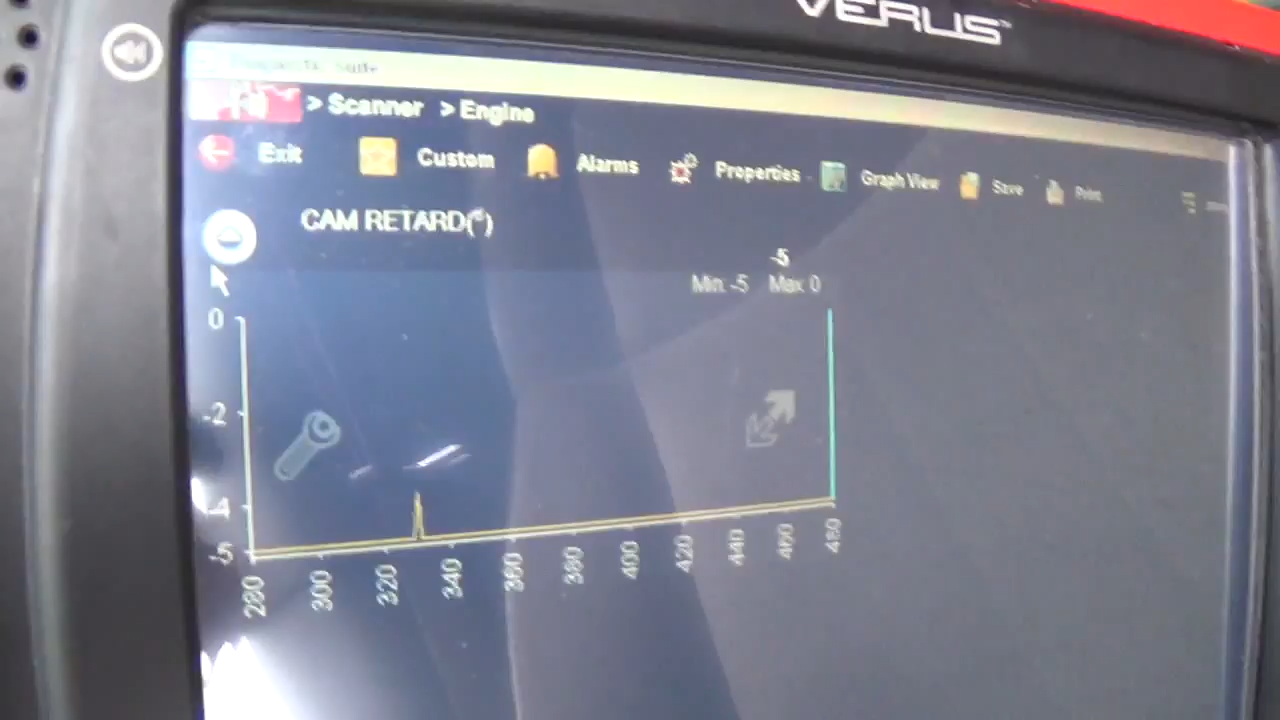 VERUS™
> Scanner > Engine
Exit Custom Alarms Properties Graph View Save Print
CAM RETARD(°)
-5
Min: -5 Max: 0
0
-2
-4
-5
280 300 320 340 360 380 400 420 440 460 480